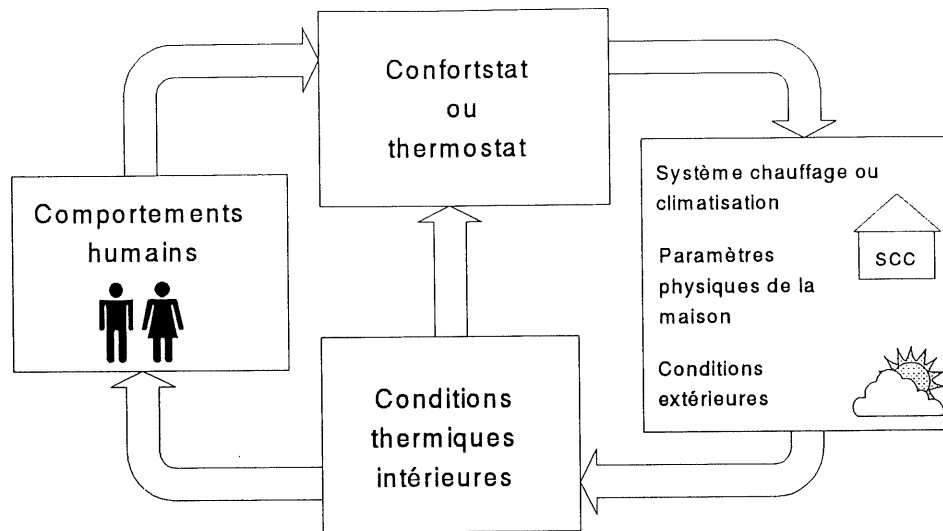 Confortstat
ou
thermostat
Comportements
humains
Système chauffage ou
climatisation
SCC
Paramètres
physiques de la
maison
Conditions
extérieures
Conditions
thermiques
intérieures